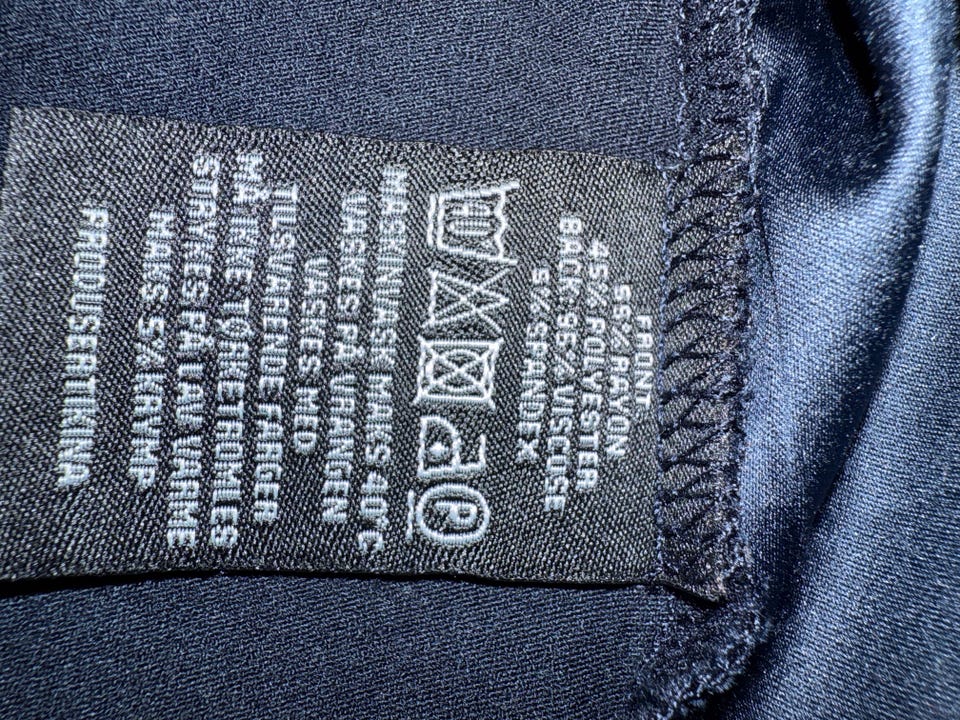 FRONT
55% RAYON
45% POLYESTER
BACK 95% VISCOSE
5% SPANDEX
40
P
MASKINVASK MAKS 40°C
VASKES PÅ VRANGEN
VASKES MED
TILSVARENDE FARGER
MÅ IKKE TØRKETROMLES
STRYKES PÅ LAV VARME
MAKS 5% KRYMP
PRODUSERT I KINA